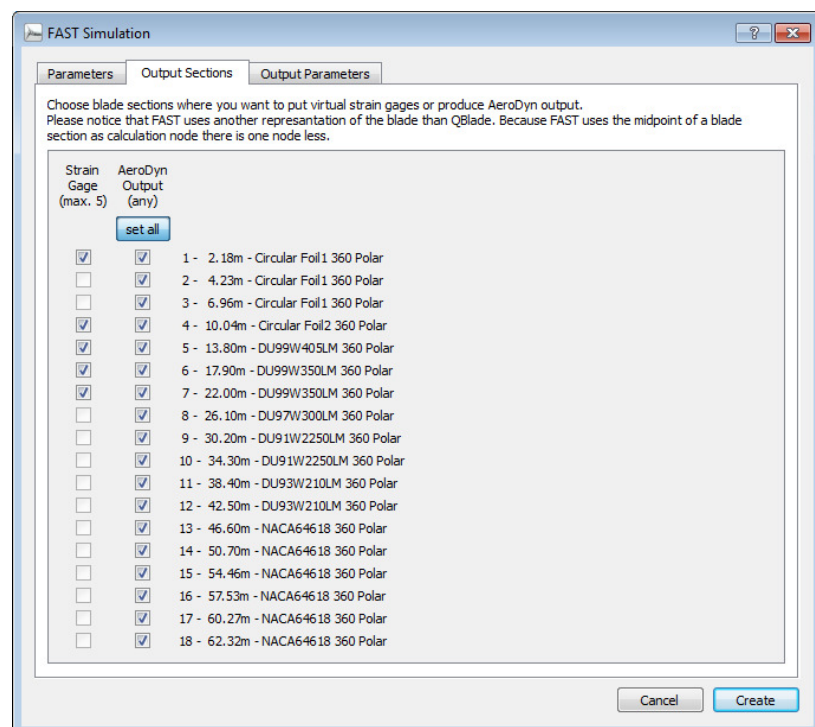 FAST Simulation
Parameters
Output Sections
Output Parameters
Choose blade sections where you want to put virtual strain gages or produce AeroDyn output.
Please notice that FAST uses another represantation of the blade than QBlade. Because FAST uses the midpoint of a blade
section as calculation node there is one node less.
Strain
Gage
(max. 5)
AeroDyn
Output
(any)
set all
1 - 2.18m - Circular Foil1 360 Polar
2 - 4.23m - Circular Foil1 360 Polar
3 - 6.96m - Circular Foil1 360 Polar
4 - 10.04m - Circular Foil2 360 Polar
5 - 13.80m - DU99W405LM 360 Polar
6 - 17.90m - DU99W350LM 360 Polar
7 - 22.00m - DU99W350LM 360 Polar
8 - 26.10m - DU97W300LM 360 Polar
9 - 30.20m - DU91W2250LM 360 Polar
10 - 34.30m - DU91W2250LM 360 Polar
11 - 38.40m - DU93W210LM 360 Polar
12 - 42.50m - DU93W210LM 360 Polar
13 - 46.60m - NACA64618 360 Polar
14 - 50.70m - NACA64618 360 Polar
15 - 54.46m - NACA64618 360 Polar
16 - 57.53m - NACA64618 360 Polar
17 - 60.27m - NACA64618 360 Polar
18 - 62.32m - NACA64618 360 Polar
Cancel
Create